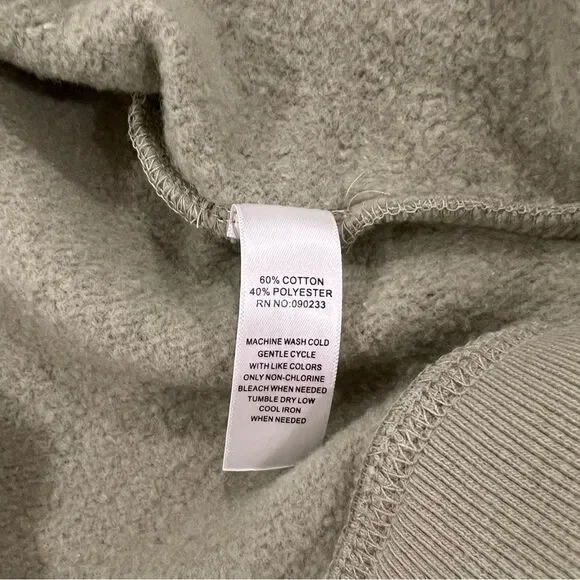 60% COTTON
40% POLYESTER
RN NO:090233
MACHINE WASH COLD
GENTLE CYCLE
WITH LIKE COLORS
ONLY NON-CHLORINE
BLEACH WHEN NEEDED
TUMBLE DRY LOW
COOL IRON
WHEN NEEDED